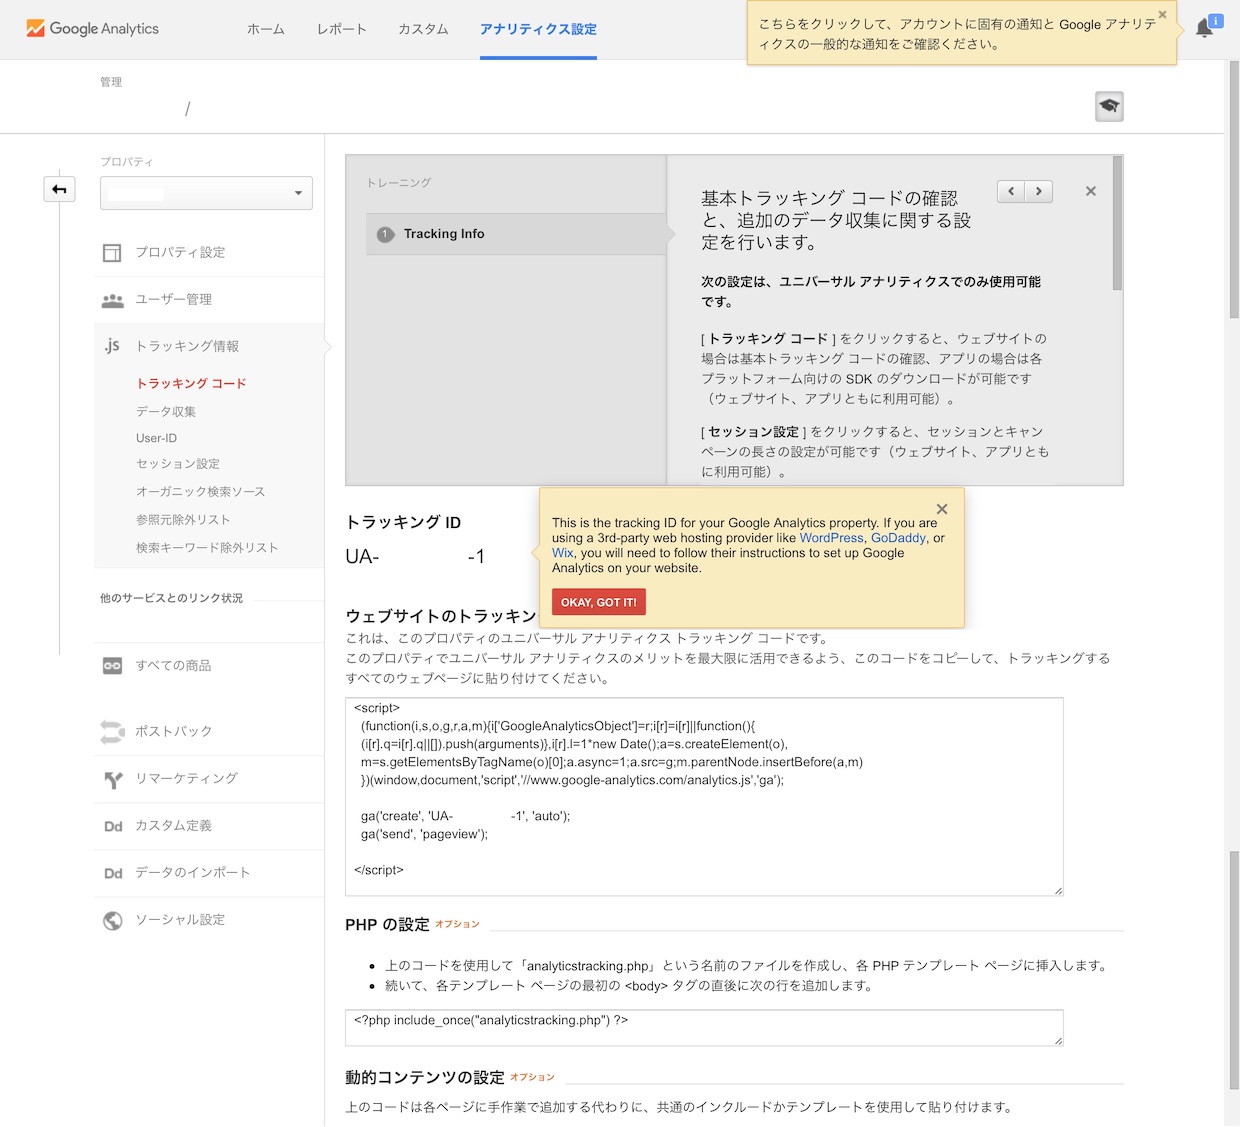 Google Analytics
ホーム
レポート
カスタム
アナリティクス設定
こちらをクリックして、アカウントに固有の通知と Google アナリテ
ィクスの一般的な通知をご確認ください。
管理
/
プロパティ
プロパティ設定
ユーザー管理
.js トラッキング情報
トラッキング コード
データ収集
User-ID
セッション設定
オーガニック検索ソース
参照元除外リスト
検索キーワード除外リスト
他のサービスとのリンク状況
すべての商品
ポストバック
リマーケティング
Dd カスタム定義
Dd データのインポート
ソーシャル設定
トレーニング
1 Tracking Info
基本トラッキング コードの確認
と、追加のデータ収集に関する設
定を行います。
次の設定は、ユニバーサル アナリティクスでのみ使用可能
です。
[ トラッキング コード ] をクリックすると、ウェブサイトの
場合は基本トラッキング コードの確認、アプリの場合は各
プラットフォーム向けの SDK のダウンロードが可能です
（ウェブサイト、アプリともに利用可能）。
[ セッション設定 ] をクリックすると、セッションとキャン
ペーンの長さの設定が可能です（ウェブサイト、アプリとも
に利用可能）。
トラッキング ID
UA- -1
This is the tracking ID for your Google Analytics property. If you are
using a 3rd-party web hosting provider like WordPress, GoDaddy, or
Wix, you will need to follow their instructions to set up Google
Analytics on your website.
OKAY, GOT IT!
ウェブサイトのトラッキン
これは、このプロパティのユニバーサル アナリティクス トラッキング コードです。
このプロパティでユニバーサル アナリティクスのメリットを最大限に活用できるよう、このコードをコピーして、トラッキングする
すべてのウェブページに貼り付けてください。
<script>
(function(i,s,o,g,r,a,m){i['GoogleAnalyticsObject']=r;i[r]=i[r]||function(){
(i[r].q=i[r].q||[]).push(arguments)},i[r].l=1*new Date();a=s.createElement(o),
m=s.getElementsByTagName(o)[0];a.async=1;a.src=g;m.parentNode.insertBefore(a,m)
})(window,document,'script','//www.google-analytics.com/analytics.js','ga');
ga('create', 'UA- -1', 'auto');
ga('send', 'pageview');
</script>
PHP の設定 オプション
• 上のコードを使用して「analyticstracking.php」という名前のファイルを作成し、各 PHP テンプレート ページに挿入します。
• 続いて、各テンプレート ページの最初の <body> タグの直後に次の行を追加します。
<?php include_once("analyticstracking.php") ?>
動的コンテンツの設定 オプション
上のコードは各ページに手作業で追加する代わりに、共通のインクルードかテンプレートを使用して貼り付けます。